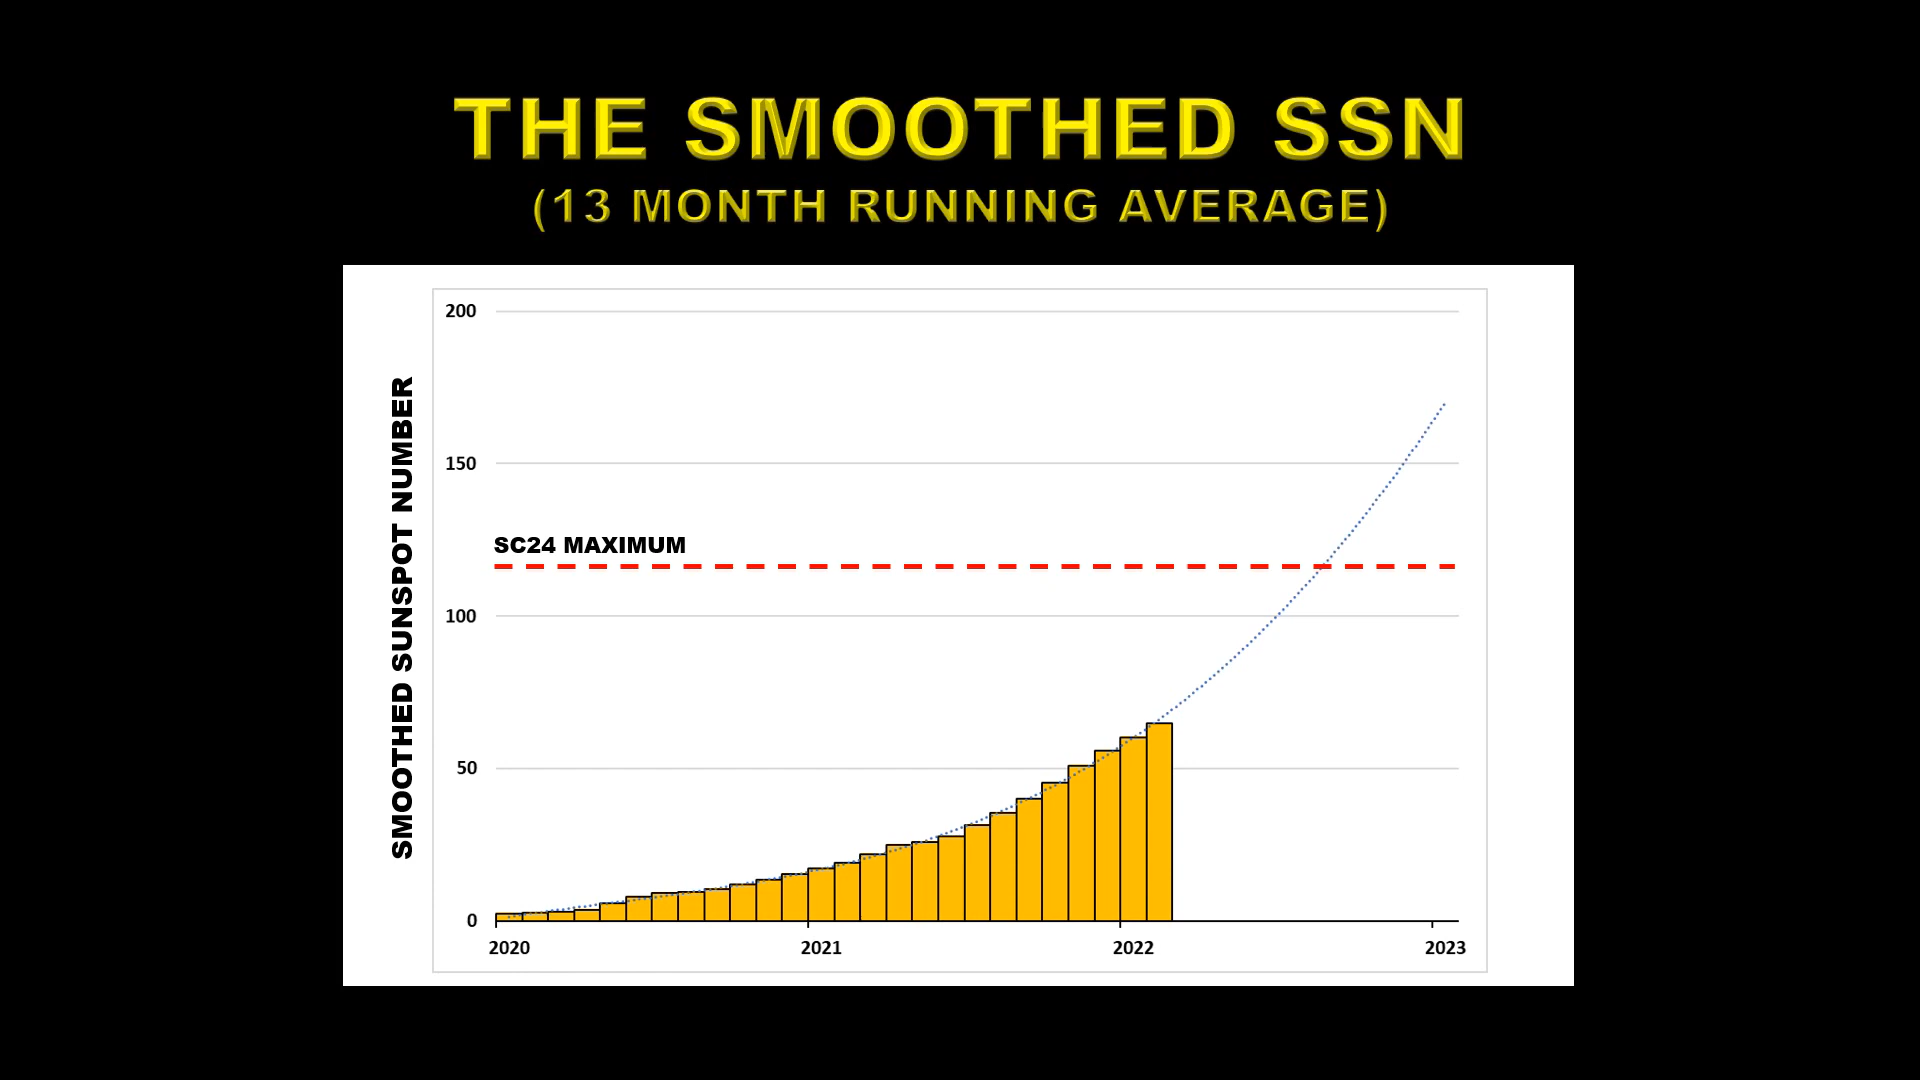 THE SMOOTHED SSN
(13 MONTH RUNNING AVERAGE)
SMOOTHED SUNSPOT NUMBER
200
150
SC24 MAXIMUM
100
50
0
2020 2021 2022 2023